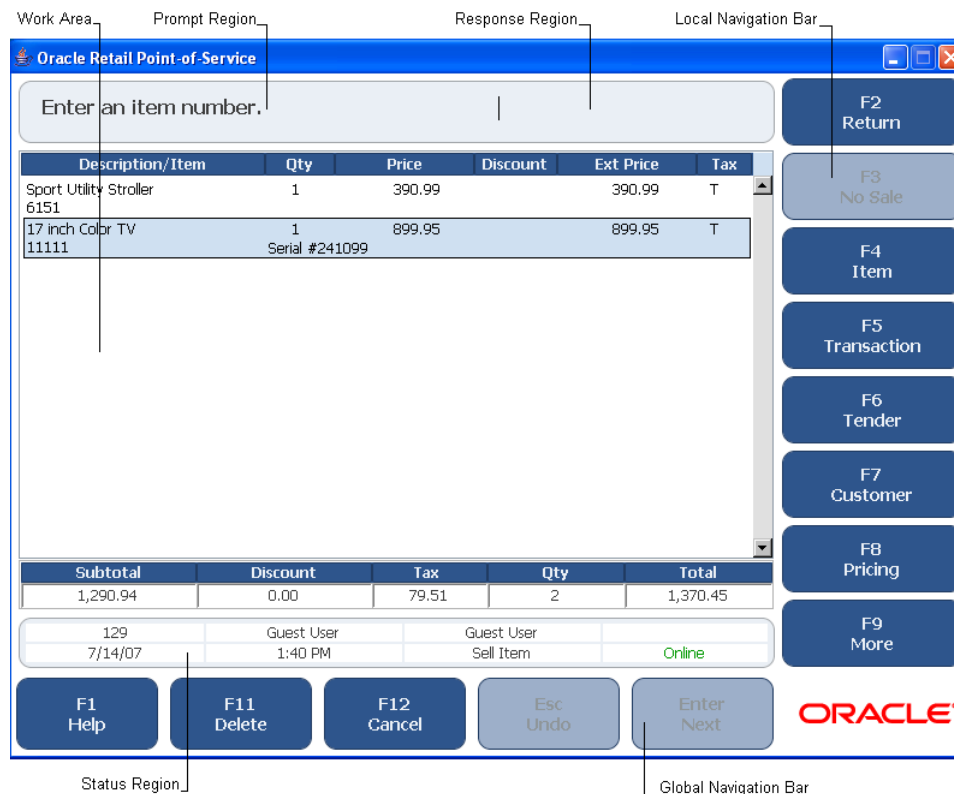 Work Area Prompt Region Response Region Local Navigation Bar
Oracle Retail Point-of-Service
Enter an item number.
F2
Return
Description/Item Qty Price Discount Ext Price Tax
Sport Utility Stroller 1 390.99 390.99 T
6151
17 inch Color TV 1 899.95 899.95 T
11111 Serial #241099
F3
No Sale
F4
Item
F5
Transaction
F6
Tender
F7
Customer
F8
Pricing
F9
More
Subtotal Discount Tax Qty Total
1,290.94 0.00 79.51 2 1,370.45
129 Guest User Guest User
7/14/07 1:40 PM Sell Item Online
F1
Help
F11
Delete
F12
Cancel
Esc
Undo
Enter
Next
ORACLE
Status Region Global Navigation Bar